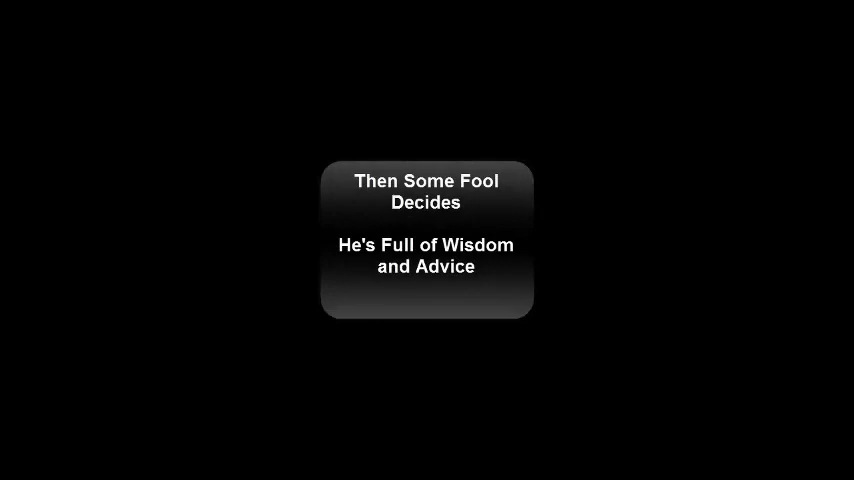 Then Some Fool
Decides
He's Full of Wisdom
and Advice